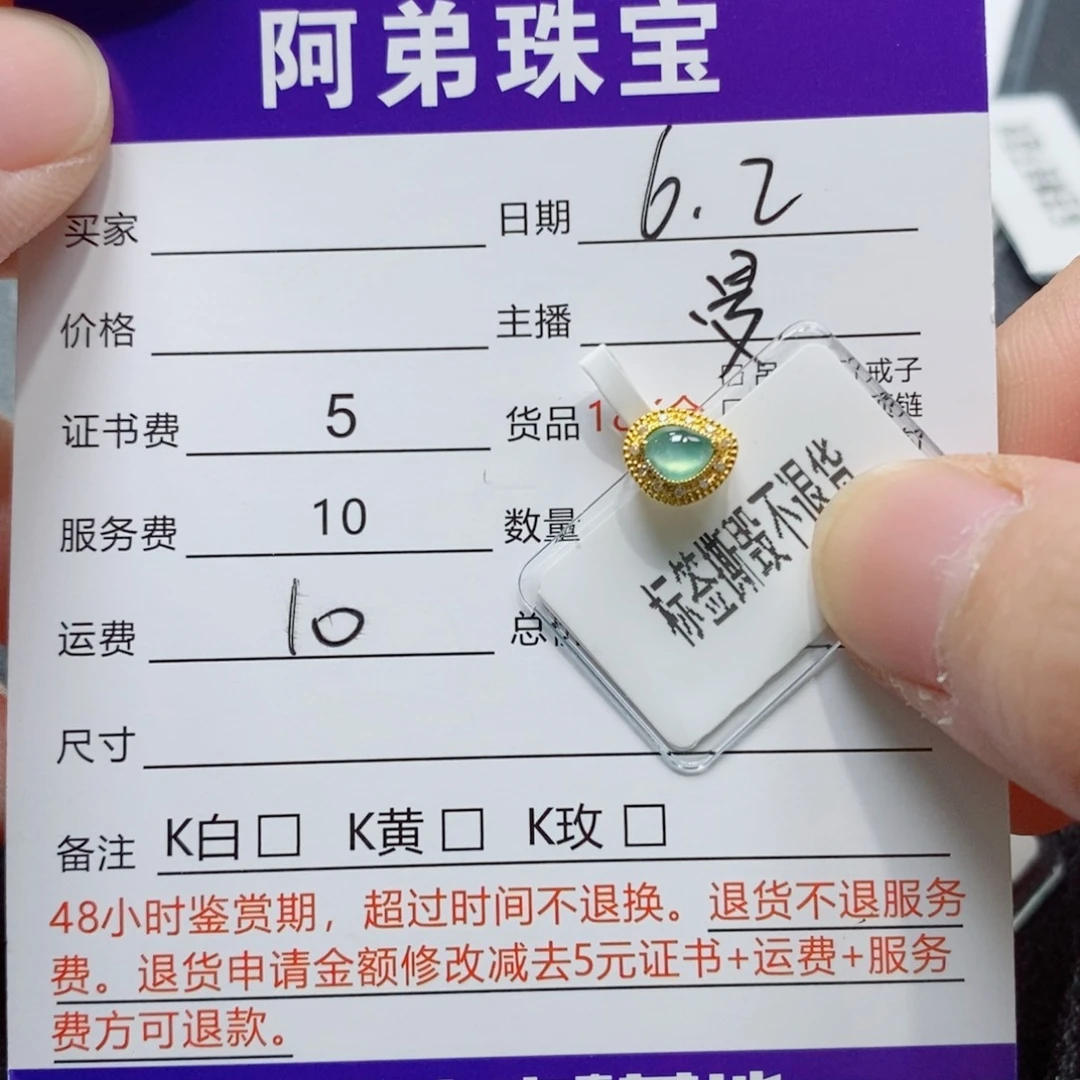 阿弟珠宝
买家 日期 6.2
价格 主播
戒子
链
证书费 5 货品
服务费 10 数量
标签撕毁不退货
运费 10 总
尺寸
备注 K白□ K黄□ K玫□
48小时鉴赏期，超过时间不退换。退货不退服务
费。退货申请金额修改减去5元证书+运费+服务
费方可退款。